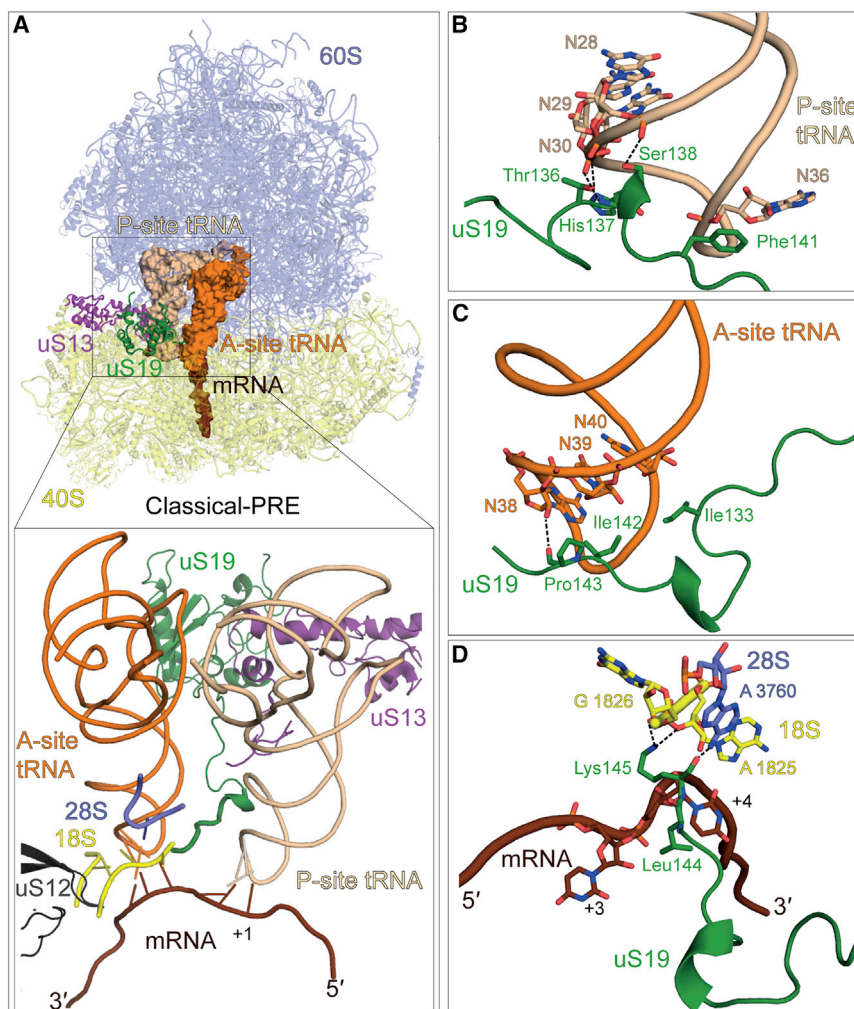 A
60S
P-site tRNA
uS13
uS19
A-site tRNA
mRNA
40S
Classical-PRE
uS19
uS13
A-site
tRNA
28S
18S
uS12
P-site tRNA
mRNA
+1
3′
5′
B
N28
N29
N30
P-site
tRNA
Ser138
Thr136
N36
uS19
His137
Phe141
C
A-site tRNA
N40
N39
N38
Ile142
Ile133
uS19
Pro143
D
28S
G 1826
A 3760
18S
Lys145
A 1825
+4
mRNA
Leu144
5′
+3
3′
uS19